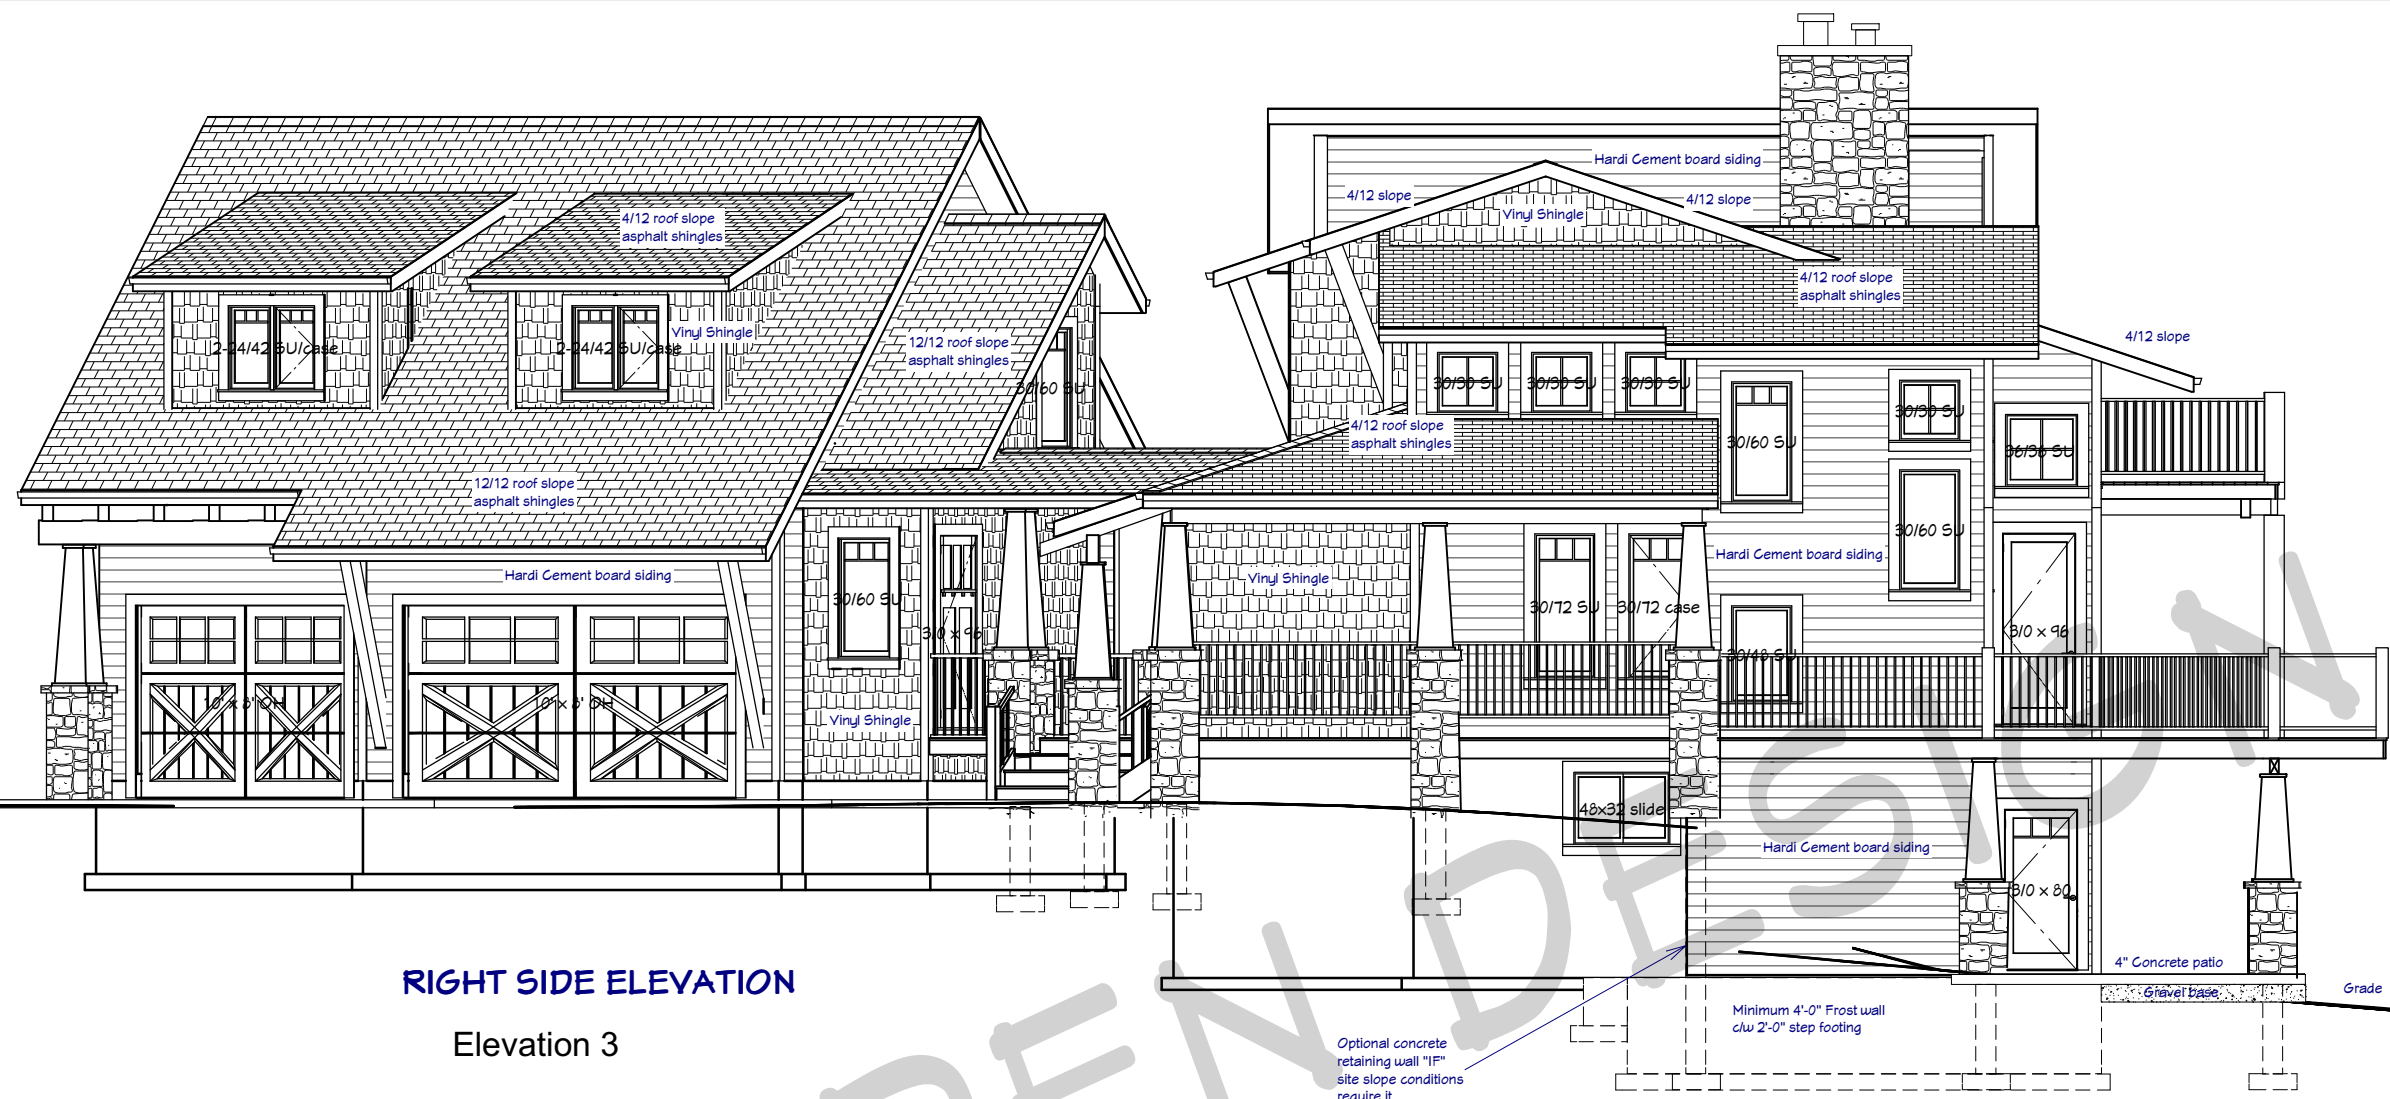 Hardi Cement board siding
4/12 slope
4/12 slope
Vinyl Shingle
4/12 roof slope
asphalt shingles
4/12 roof slope
asphalt shingles
2-24/42 SU/case
2-24/42 SU/case
Vinyl Shingle
12/12 roof slope
asphalt shingles
30/60 SU
4/12 slope
30/30 SU
30/30 SU
30/30 SU
30/60 SU
30/30 SU
36/36 SU
4/12 roof slope
asphalt shingles
12/12 roof slope
asphalt shingles
30/60 SU
Hardi Cement board siding
Hardi Cement board siding
Vinyl Shingle
30/60 SU
30/72 SU
30/72 case
3/0 x 96
3/0 x 96
30/48 SU
10' x 8' OH
10' x 8' OH
Vinyl Shingle
48x32 slide
Hardi Cement board siding
3/0 x 80
4" Concrete patio
Gravel base
Grade
RIGHT SIDE ELEVATION
Elevation 3
Minimum 4'-0" Frost wall
c/w 2'-0" step footing
Optional concrete
retaining wall "IF"
site slope conditions
require it
DESIGN